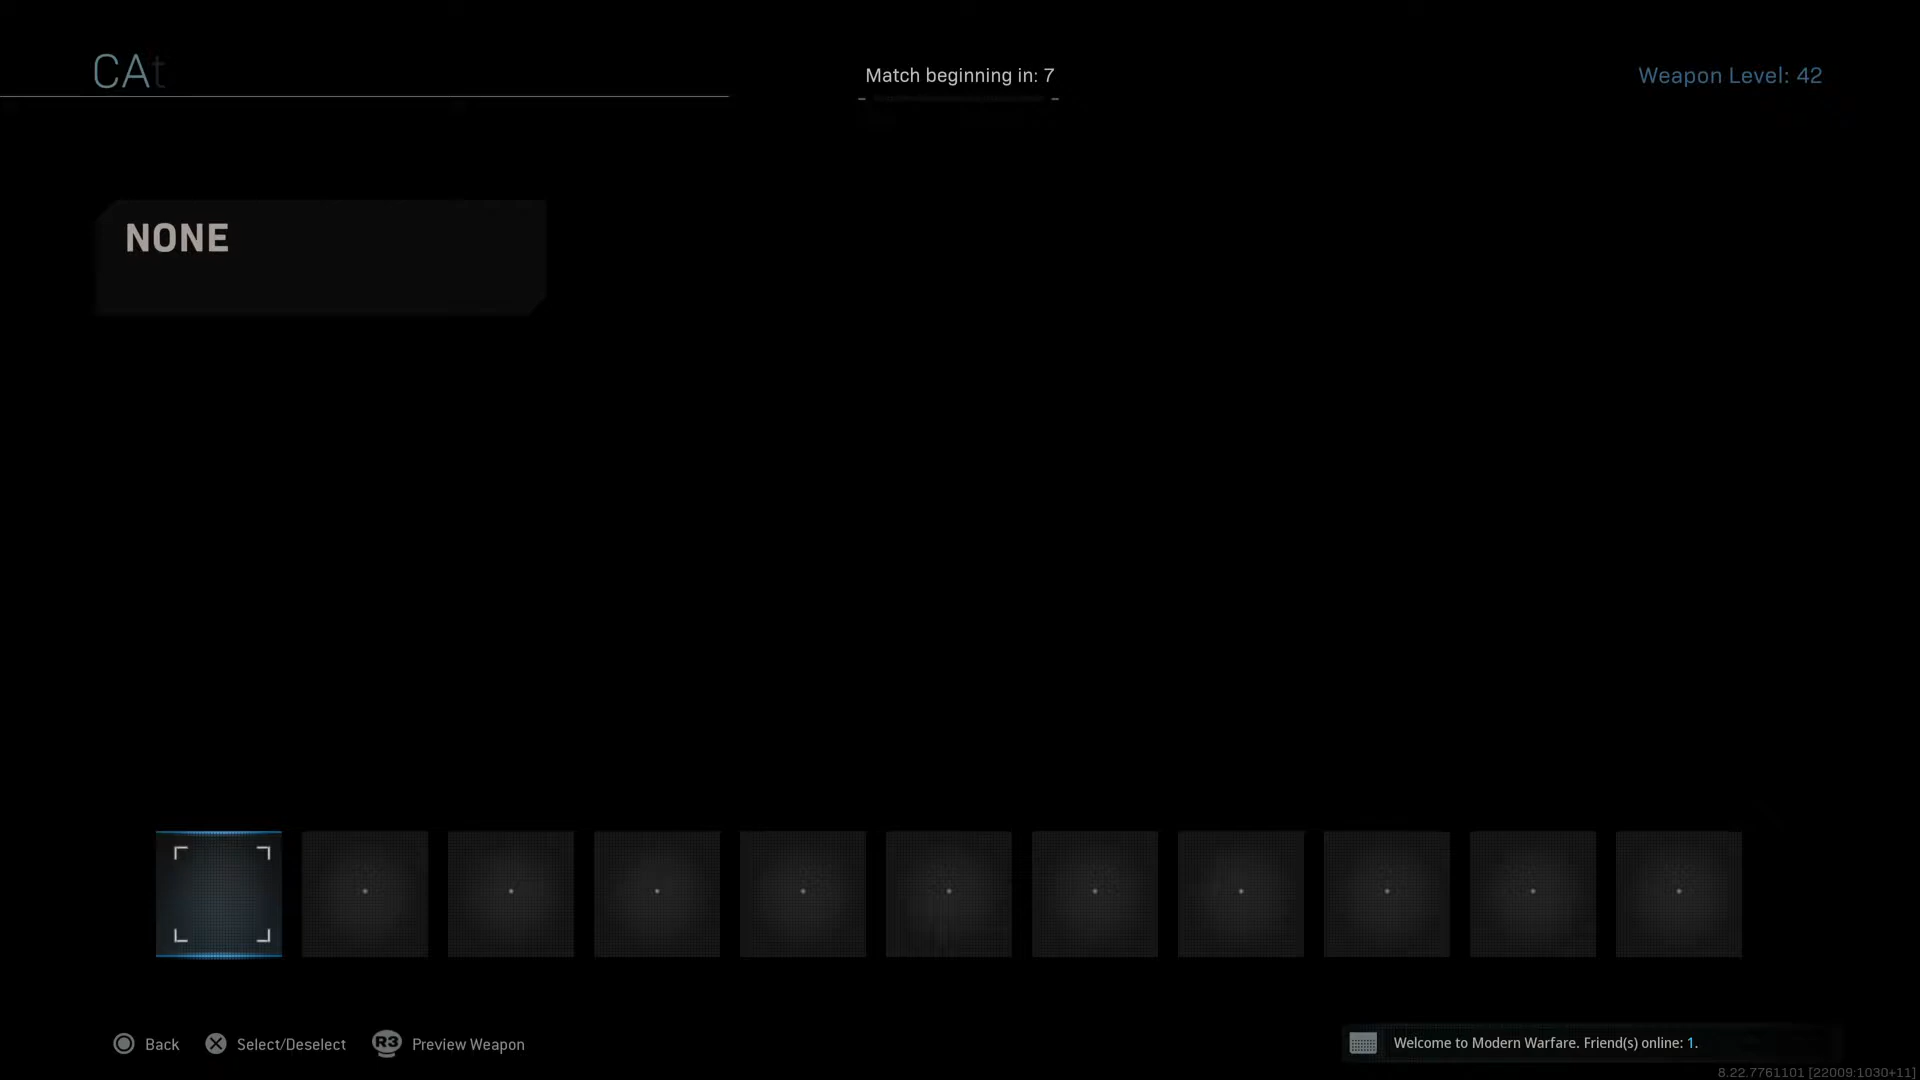 CAt
Match beginning in: 7
Weapon Level: 42
NONE
Back
Select/Deselect
R3 Preview Weapon
Welcome to Modern Warfare. Friend(s) online: 1.
8.22.7761101 [22009:1030+11]